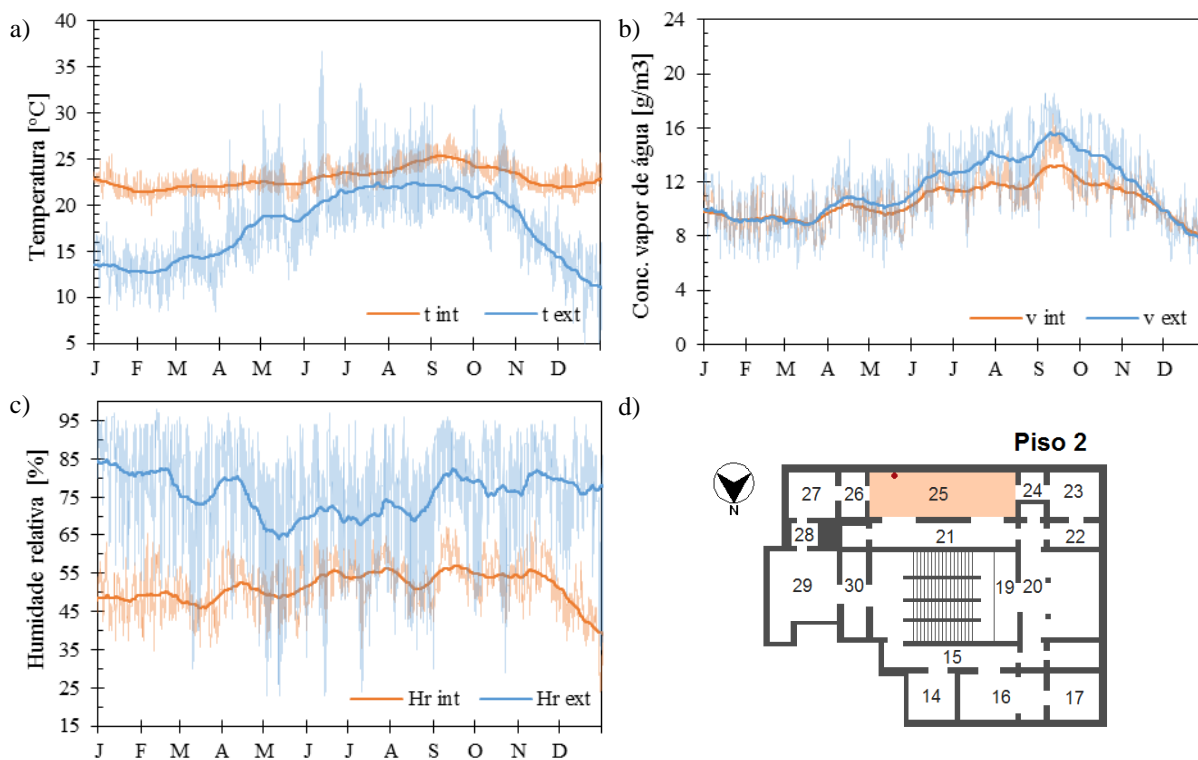 a)
Temperatura [°C]
40
35
30
25
20
15
10
5
J F M A M J J A S O N D
t int t ext
b)
Conc. vapor de água [g/m3]
24
20
16
12
8
4
0
J F M A M J J A S O N D
v int v ext
c)
Humidade relativa [%]
95
85
75
65
55
45
35
25
15
J F M A M J J A S O N D
Hr int Hr ext
d)
Piso 2
N
27 26 25 24 23
28 21 22
29 30 19 20
15
14 16 17